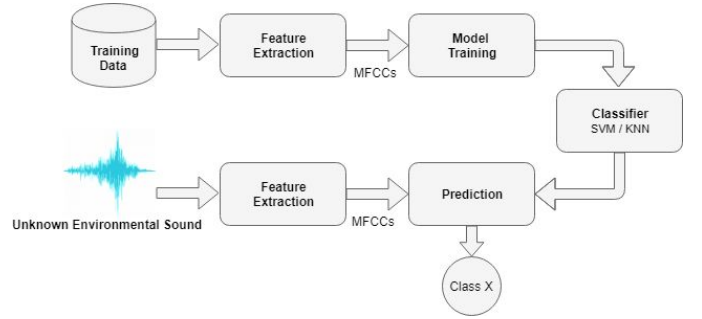 Training
Data
Feature
Extraction
MFCCs
Model
Training
Classifier
SVM / KNN
Unknown Environmental Sound
Feature
Extraction
MFCCs
Prediction
Class X